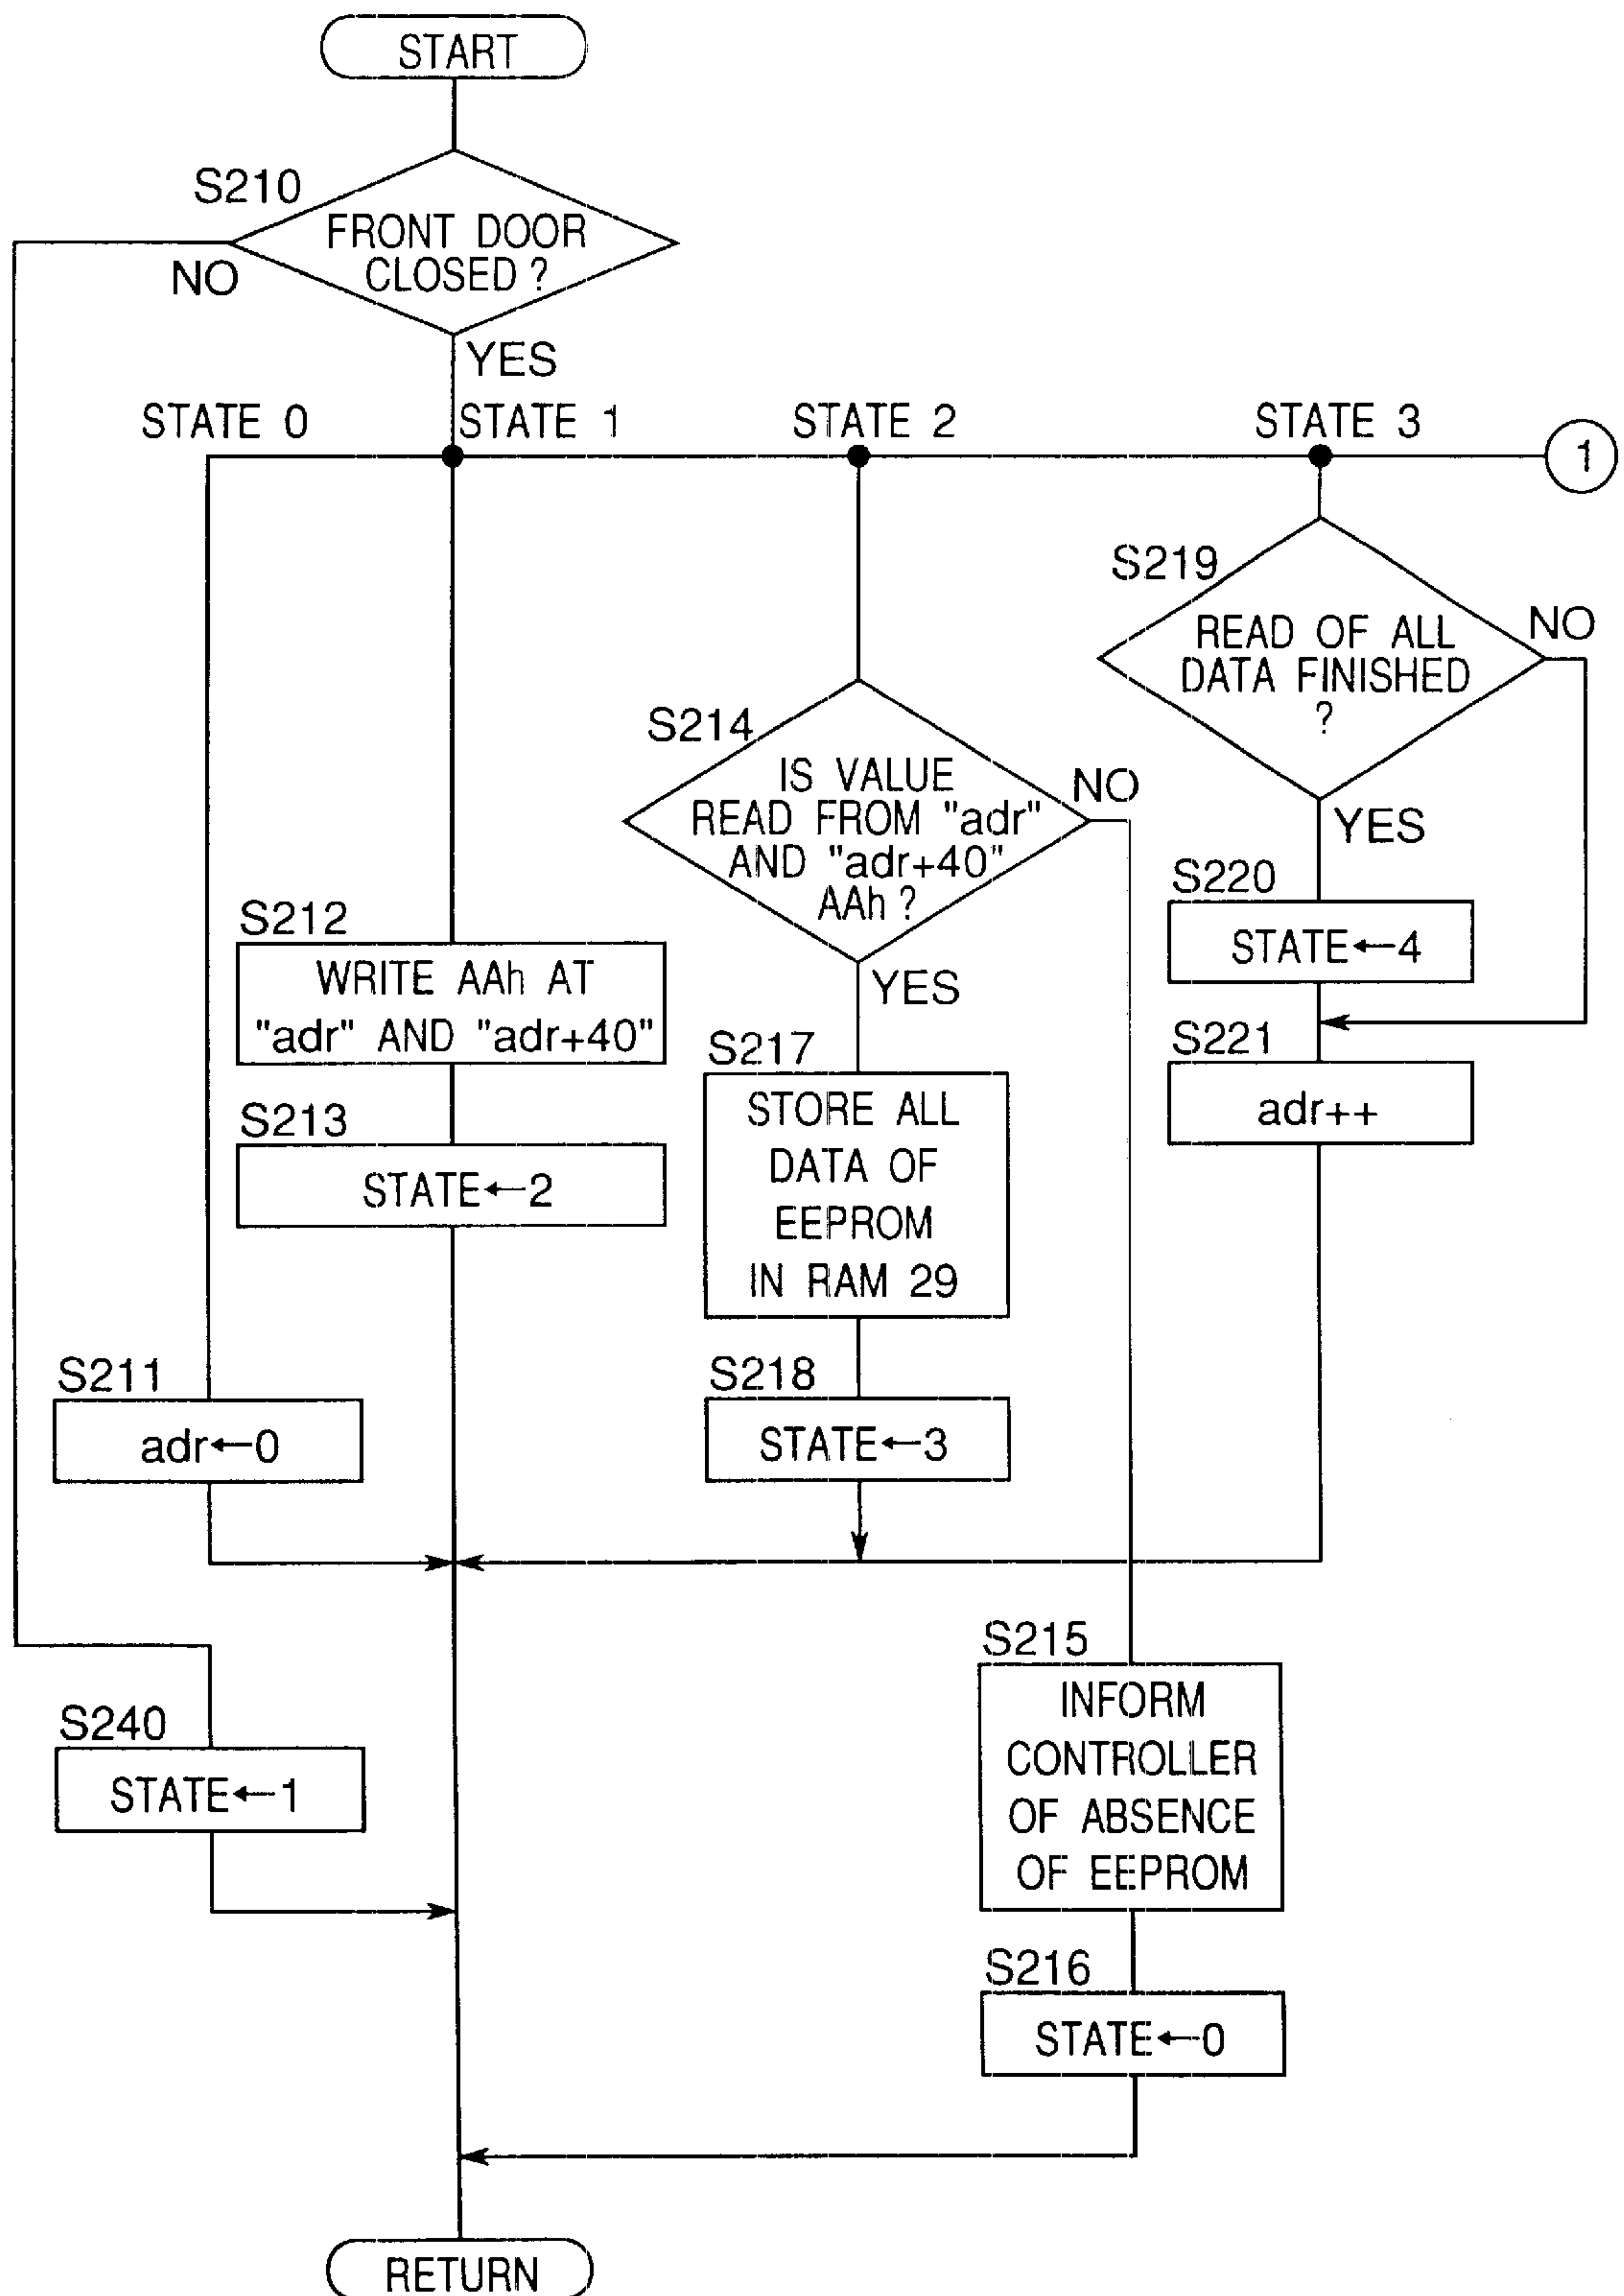 START
S210
FRONT DOOR
CLOSED ?
NO
YES
STATE 0
STATE 1
STATE 2
STATE 3
1
S219
READ OF ALL
DATA FINISHED
?
NO
YES
S214
IS VALUE
READ FROM "adr"
AND "adr+40"
AAh ?
NO
YES
S220
STATE←4
S212
WRITE AAh AT
"adr" AND "adr+40"
S221
adr++
S217
STORE ALL
DATA OF
EEPROM
IN RAM 29
S213
STATE←2
S211
adr←0
S218
STATE←3
S215
INFORM
CONTROLLER
OF ABSENCE
OF EEPROM
S240
STATE←1
S216
STATE←0
RETURN